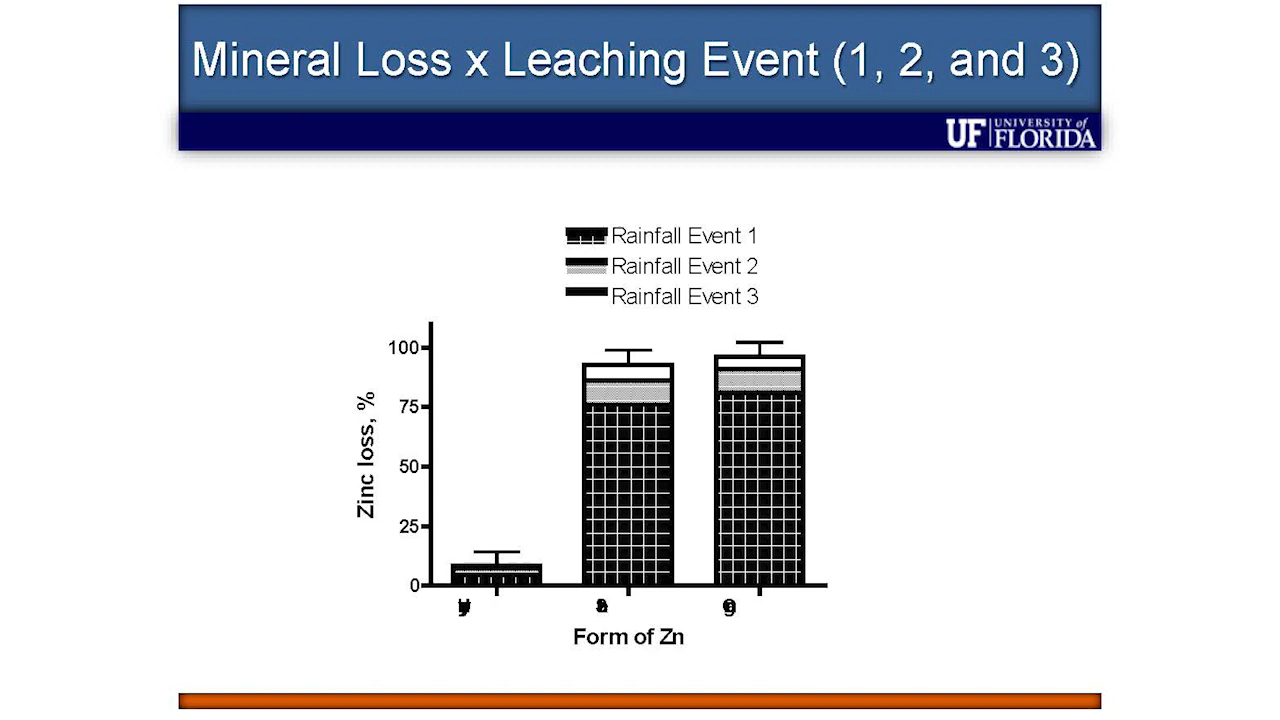 Mineral Loss x Leaching Event (1, 2, and 3)
UF UNIVERSITY of
FLORIDA
Rainfall Event 1
Rainfall Event 2
Rainfall Event 3
100
75
50
25
0
Zinc loss, %
Form of Zn